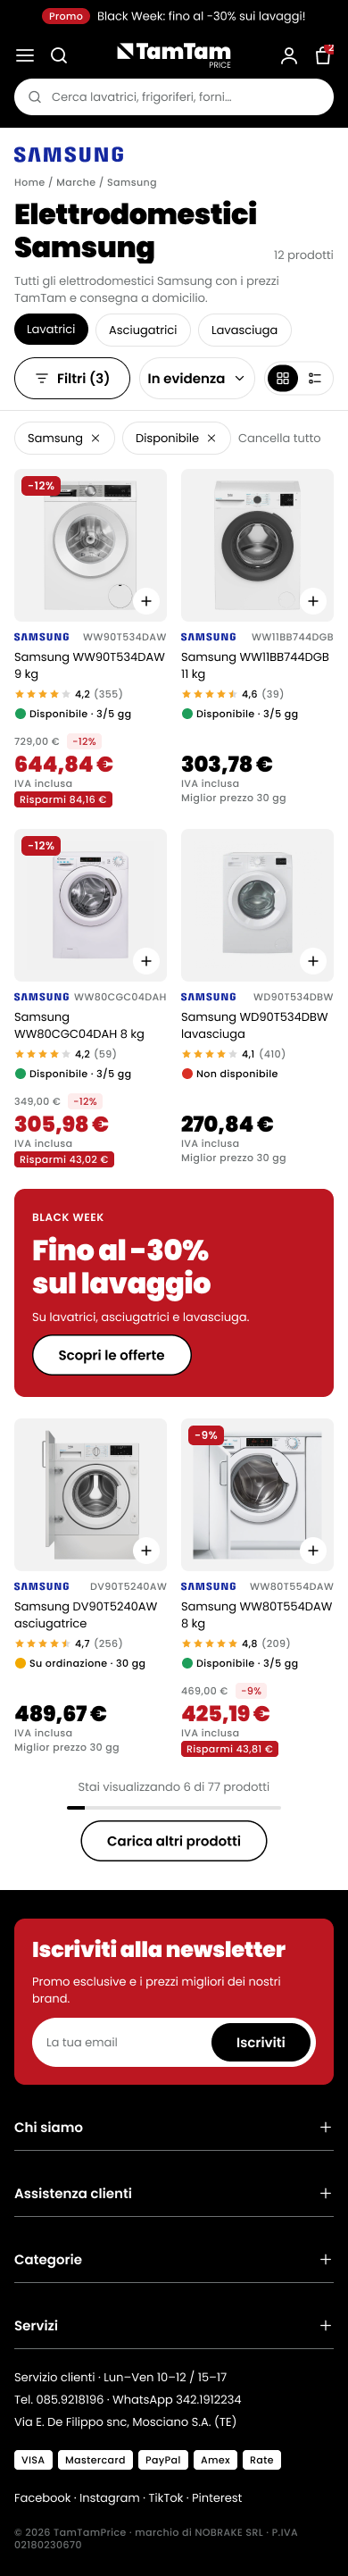 Promo Black Week: fino al -30% sui lavaggi!
TamTam
PRICE
2
Cerca lavatrici, frigoriferi, forni…
SAMSUNG
Home / Marche / Samsung
Elettrodomestici
Samsung
12 prodotti
Tutti gli elettrodomestici Samsung con i prezzi
TamTam e consegna a domicilio.
Lavatrici Asciugatrici Lavasciuga
Filtri (3) In evidenza
Samsung Disponibile Cancella tutto
-12%
SAMSUNG WW90T534DAW
Samsung WW90T534DAW
9 kg
4,2 (355)
Disponibile · 3/5 gg
729,00 € -12%
644,84 €
IVA inclusa
Risparmi 84,16 €
SAMSUNG WW11BB744DGB
Samsung WW11BB744DGB
11 kg
4,6 (39)
Disponibile · 3/5 gg
303,78 €
IVA inclusa
Miglior prezzo 30 gg
-12%
SAMSUNG WW80CGC04DAH
Samsung
WW80CGC04DAH 8 kg
4,2 (59)
Disponibile · 3/5 gg
349,00 € -12%
305,98 €
IVA inclusa
Risparmi 43,02 €
SAMSUNG WD90T534DBW
Samsung WD90T534DBW
lavasciuga
4,1 (410)
Non disponibile
270,84 €
IVA inclusa
Miglior prezzo 30 gg
BLACK WEEK
Fino al -30%
sul lavaggio
Su lavatrici, asciugatrici e lavasciuga.
Scopri le offerte
SAMSUNG DV90T5240AW
Samsung DV90T5240AW
asciugatrice
4,7 (256)
Su ordinazione · 30 gg
489,67 €
IVA inclusa
Miglior prezzo 30 gg
-9%
SAMSUNG WW80T554DAW
Samsung WW80T554DAW
8 kg
4,8 (209)
Disponibile · 3/5 gg
469,00 € -9%
425,19 €
IVA inclusa
Risparmi 43,81 €
Stai visualizzando 6 di 77 prodotti
Carica altri prodotti
Iscriviti alla newsletter
Promo esclusive e i prezzi migliori dei nostri
brand.
La tua email Iscriviti
Chi siamo
Assistenza clienti
Categorie
Servizi
Servizio clienti · Lun–Ven 10–12 / 15–17
Tel. 085.9218196 · WhatsApp 342.1912234
Via E. De Filippo snc, Mosciano S.A. (TE)
VISA Mastercard PayPal Amex Rate
Facebook · Instagram · TikTok · Pinterest
© 2026 TamTamPrice · marchio di NOBRAKE SRL · P.IVA
02180230670